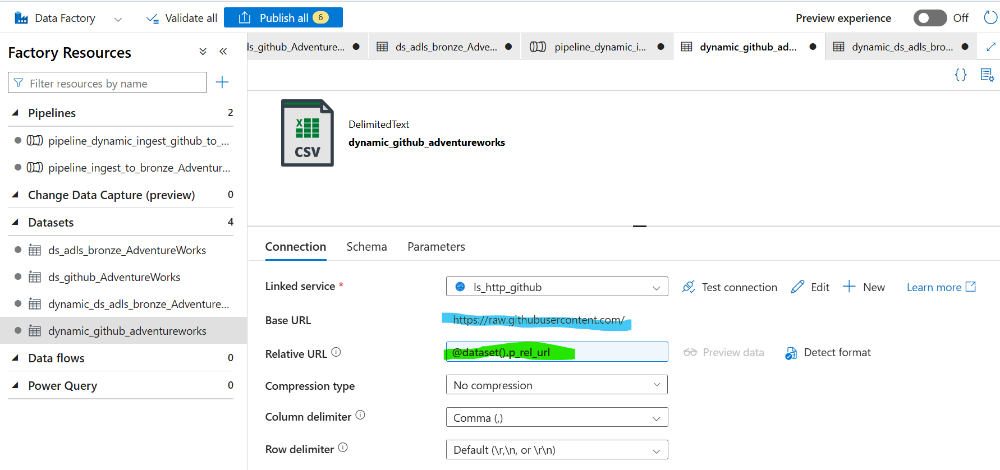 Data Factory
Validate all
Publish all 6
Preview experience
Off
Factory Resources
Filter resources by name
Pipelines 2
pipeline_dynamic_ingest_github_to_...
pipeline_ingest_to_bronze_Adventur...
Change Data Capture (preview) 0
Datasets 4
ds_adls_bronze_AdventureWorks
ds_github_AdventureWorks
dynamic_ds_adls_bronze_Adventure...
dynamic_github_adventureworks
Data flows 0
Power Query 0
ds_github_Adventure...
ds_adls_bronze_Adve...
pipeline_dynamic_i...
dynamic_github_ad...
dynamic_ds_adls_bro...
{}
X
CSV
DelimitedText
dynamic_github_adventureworks
Connection Schema Parameters
Linked service * HTTP ls_http_github Test connection Edit New Learn more
Base URL https://raw.githubusercontent.com/
Relative URL @dataset().p_rel_url Preview data Detect format
Compression type No compression
Column delimiter Comma (,)
Row delimiter Default (\r,\n, or \r\n)